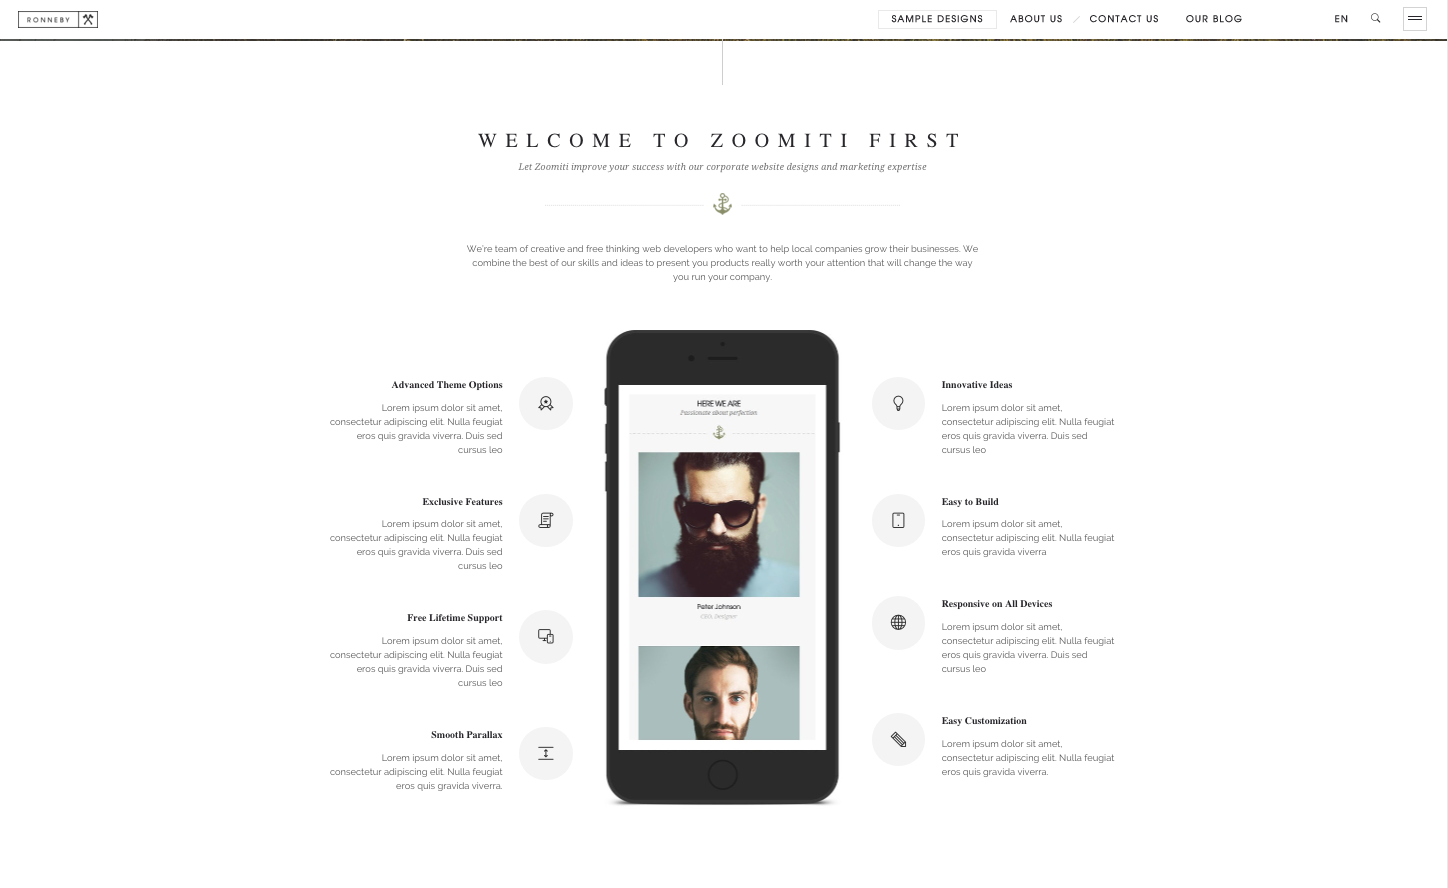 RONNEBY
SAMPLE DESIGNS
ABOUT US
CONTACT US
OUR BLOG
EN
WELCOME TO ZOOMITI FIRST
Let Zoomiti improve your success with our corporate website designs and marketing expertise
We're team of creative and free thinking web developers who want to help local companies grow their businesses. We
combine the best of our skills and ideas to present you products really worth your attention that will change the way
you run your company.
Advanced Theme Options
Lorem ipsum dolor sit amet,
consectetur adipiscing elit. Nulla feugiat
eros quis gravida viverra. Duis sed
cursus leo
Exclusive Features
Lorem ipsum dolor sit amet,
consectetur adipiscing elit. Nulla feugiat
eros quis gravida viverra. Duis sed
cursus leo
Free Lifetime Support
Lorem ipsum dolor sit amet,
consectetur adipiscing elit. Nulla feugiat
eros quis gravida viverra. Duis sed
cursus leo
Smooth Parallax
Lorem ipsum dolor sit amet,
consectetur adipiscing elit. Nulla feugiat
eros quis gravida viverra.
HERE WE ARE
Passionate about perfection
Peter Johnson
CEO, Designer
Innovative Ideas
Lorem ipsum dolor sit amet,
consectetur adipiscing elit. Nulla feugiat
eros quis gravida viverra. Duis sed
cursus leo
Easy to Build
Lorem ipsum dolor sit amet,
consectetur adipiscing elit. Nulla feugiat
eros quis gravida viverra
Responsive on All Devices
Lorem ipsum dolor sit amet,
consectetur adipiscing elit. Nulla feugiat
eros quis gravida viverra. Duis sed
cursus leo
Easy Customization
Lorem ipsum dolor sit amet,
consectetur adipiscing elit. Nulla feugiat
eros quis gravida viverra.